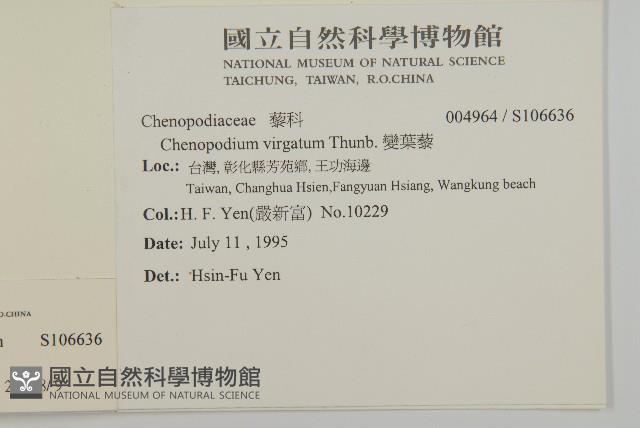 國立自然科學博物館
NATIONAL MUSEUM OF NATURAL SCIENCE
TAICHUNG, TAIWAN, R.O.CHINA
Chenopodiaceae 藜科 004964 / S106636
Chenopodium virgatum Thunb. 變葉藜
Loc.: 台灣, 彰化縣芳苑鄉, 王功海邊
Taiwan, Changhua Hsien,Fangyuan Hsiang, Wangkung beach
Col.: H. F. Yen(嚴新富) No.10229
Date: July 11 , 1995
Det.: Hsin-Fu Yen
O.CHINA
S106636
國立自然科學博物館
NATIONAL MUSEUM OF NATURAL SCIENCE